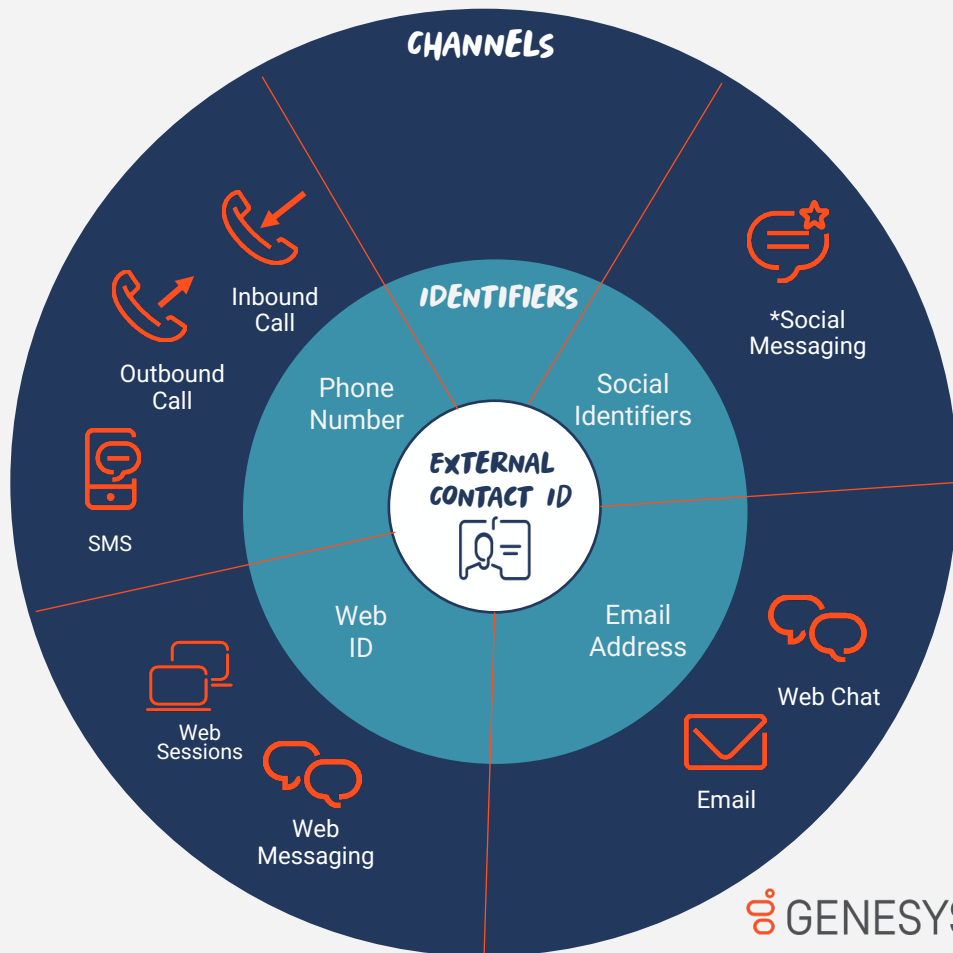 CHANNELS
Inbound
Call
Outbound
Call
SMS
*Social
Messaging
IDENTIFIERS
Phone
Number
Social
Identifiers
EXTERNAL
CONTACT ID
Web
ID
Email
Address
Web
Sessions
Web
Messaging
Web Chat
Email
GENESYS